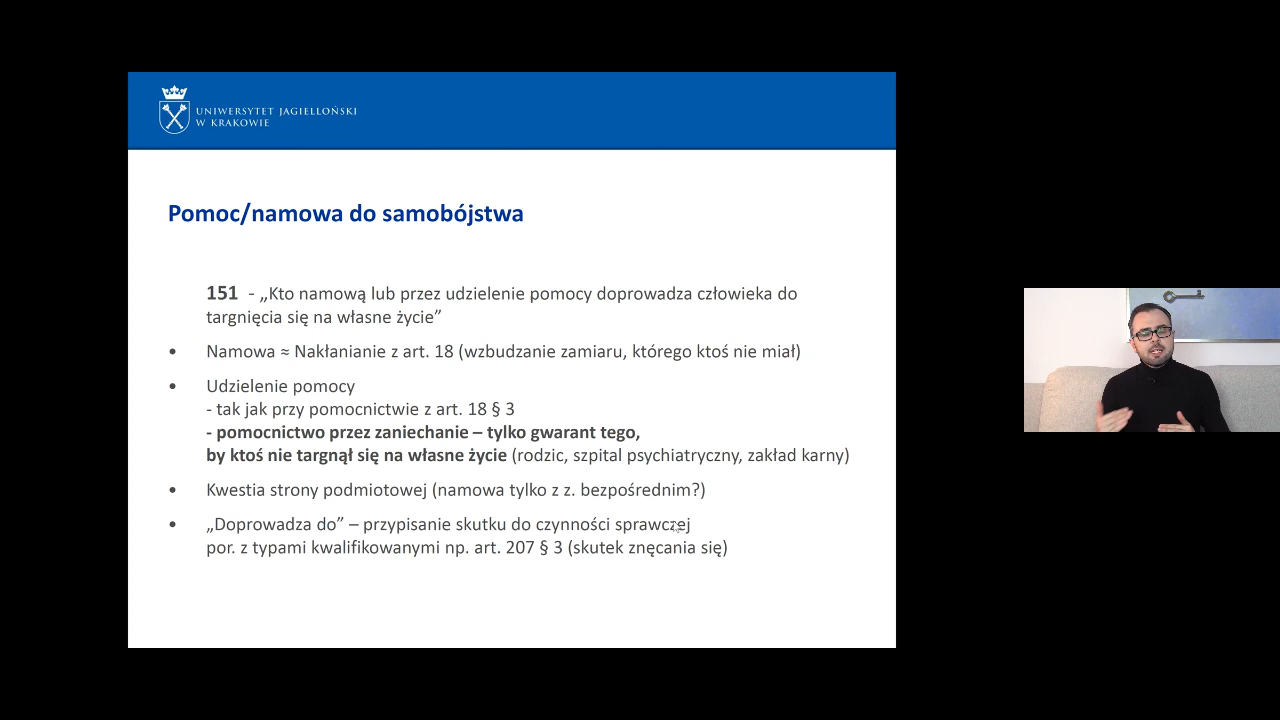 UNIWERSYTET JAGIELLOŃSKI
W KRAKOWIE
Pomoc/namowa do samobójstwa
151 - „Kto namową lub przez udzielenie pomocy doprowadza człowieka do
targnięcia się na własne życie”
• Namowa ≈ Nakłanianie z art. 18 (wzbudzanie zamiaru, którego ktoś nie miał)
• Udzielenie pomocy
- tak jak przy pomocnictwie z art. 18 § 3
- pomocnictwo przez zaniechanie – tylko gwarant tego,
by ktoś nie targnął się na własne życie (rodzic, szpital psychiatryczny, zakład karny)
• Kwestia strony podmiotowej (namowa tylko z z. bezpośrednim?)
• „Doprowadza do” – przypisanie skutku do czynności sprawczej
por. z typami kwalifikowanymi np. art. 207 § 3 (skutek znęcania się)